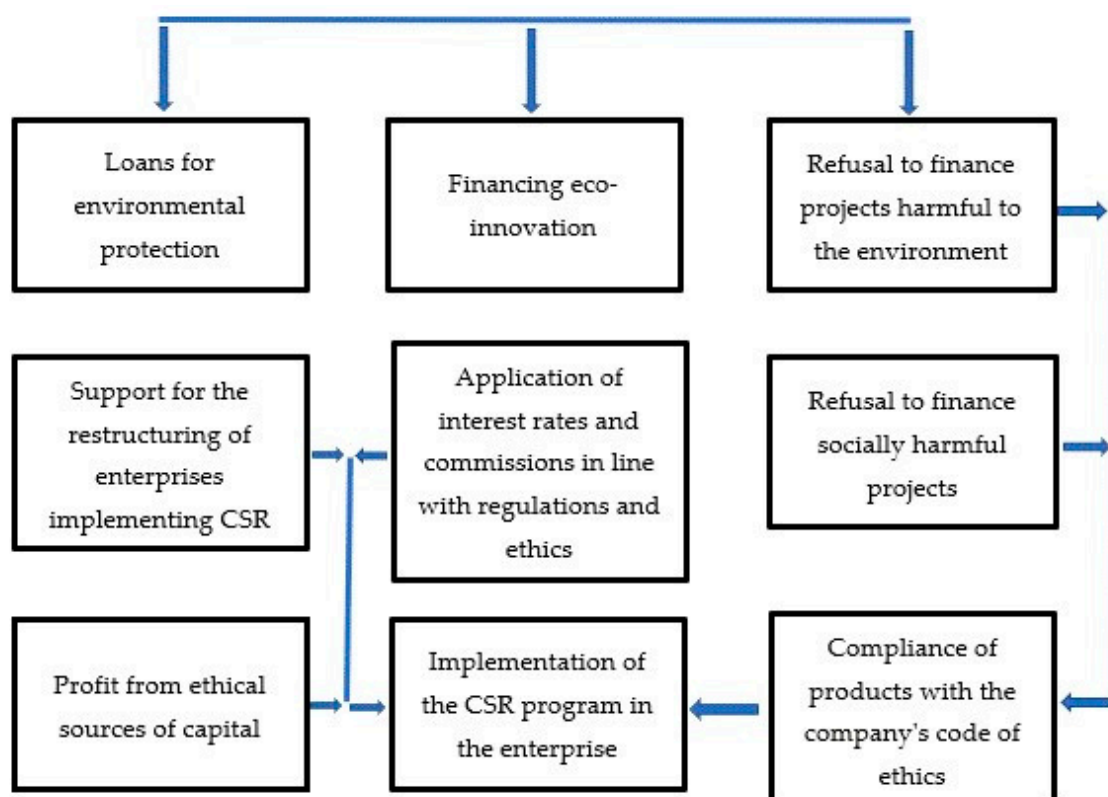 Loans for
environmental
protection
Financing eco-
innovation
Refusal to finance
projects harmful to
the environment
Support for the
restructuring of
enterprises
implementing CSR
Application of
interest rates and
commissions in line
with regulations and
ethics
Refusal to finance
socially harmful
projects
Profit from ethical
sources of capital
Implementation of
the CSR program in
the enterprise
Compliance of
products with the
company's code of
ethics